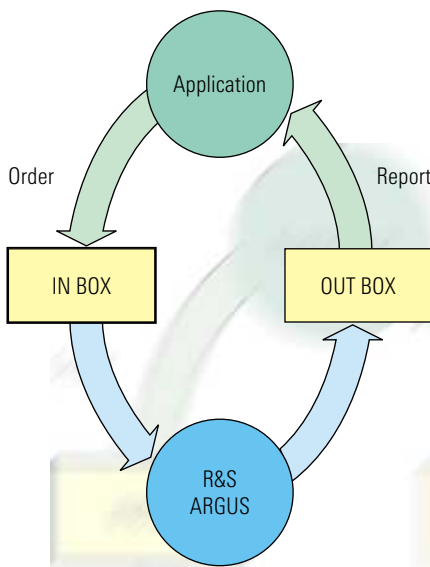 Application
Order
Report
IN BOX
OUT BOX
R&S
ARGUS